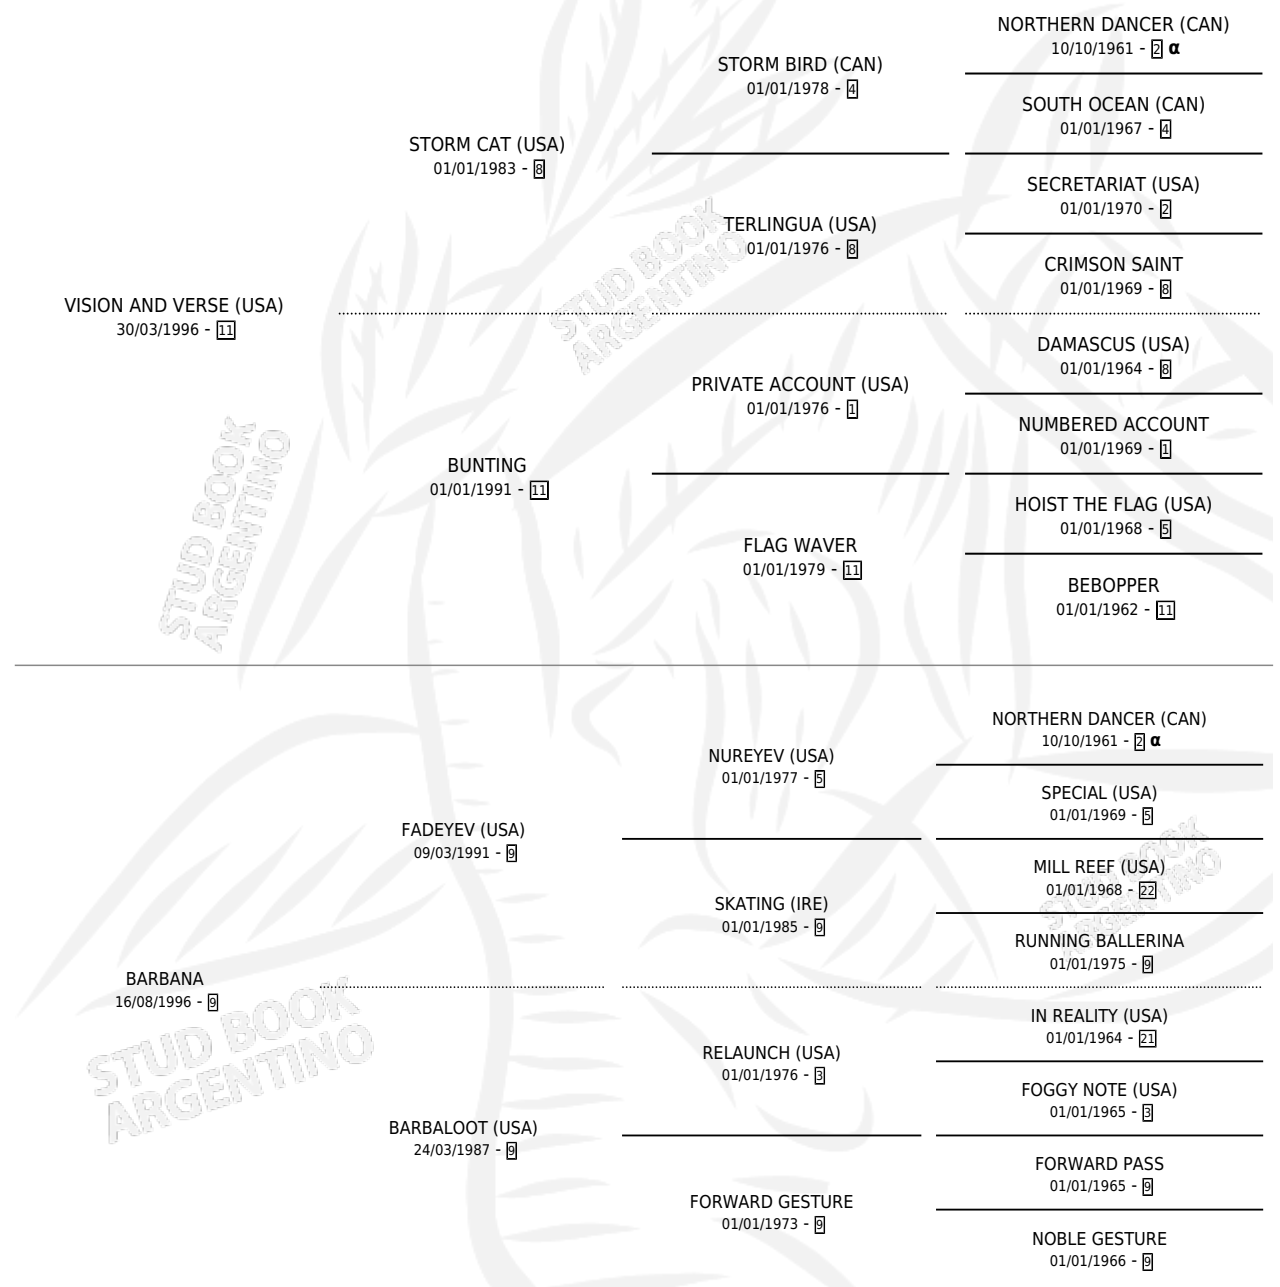 NORTHERN DANCER (CAN)
10/10/1961 - 2 α
STORM BIRD (CAN)
01/01/1978 - 4
SOUTH OCEAN (CAN)
01/01/1967 - 4
STORM CAT (USA)
01/01/1983 - 8
SECRETARIAT (USA)
01/01/1970 - 2
TERLINGUA (USA)
01/01/1976 - 8
CRIMSON SAINT
01/01/1969 - 8
VISION AND VERSE (USA)
30/03/1996 - 11
DAMASCUS (USA)
01/01/1964 - 8
PRIVATE ACCOUNT (USA)
01/01/1976 - 1
NUMBERED ACCOUNT
01/01/1969 - 1
BUNTING
01/01/1991 - 11
HOIST THE FLAG (USA)
01/01/1968 - 5
FLAG WAVER
01/01/1979 - 11
BEBOPPER
01/01/1962 - 11
NORTHERN DANCER (CAN)
10/10/1961 - 2 α
NUREYEV (USA)
01/01/1977 - 5
SPECIAL (USA)
01/01/1969 - 5
FADEYEV (USA)
09/03/1991 - 9
MILL REEF (USA)
01/01/1968 - 22
SKATING (IRE)
01/01/1985 - 9
RUNNING BALLERINA
01/01/1975 - 9
BARBANA
16/08/1996 - 9
IN REALITY (USA)
01/01/1964 - 21
RELAUNCH (USA)
01/01/1976 - 3
FOGGY NOTE (USA)
01/01/1965 - 3
BARBALOOT (USA)
24/03/1987 - 9
FORWARD PASS
01/01/1965 - 9
FORWARD GESTURE
01/01/1973 - 9
NOBLE GESTURE
01/01/1966 - 9
STUD BOOK
ARGENTINO
STUD BOOK
ARGENTINO
STUD BOOK
ARGENTINO
STUD BOOK
ARGENTINO